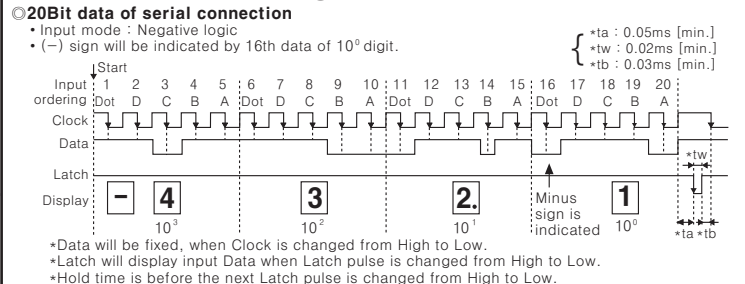 ◎20Bit data of serial connection
• Input mode : Negative logic
• (−) sign will be indicated by 16th data of 10⁰ digit.
*ta : 0.05ms [min.]
*tw : 0.02ms [min.]
*tb : 0.03ms [min.]
Start
Input 1 2 3 4 5 6 7 8 9 10 11 12 13 14 15 16 17 18 19 20
ordering Dot D C B A Dot D C B A Dot D C B A Dot D C B A
Clock
Data
*tw
Latch
Display − 4 3 2. Minus 1
sign is
10³ 10² 10¹ indicated 10⁰
*ta *tb
*Data will be fixed, when Clock is changed from High to Low.
*Latch will display input Data when Latch pulse is changed from High to Low.
*Hold time is before the next Latch pulse is changed from High to Low.